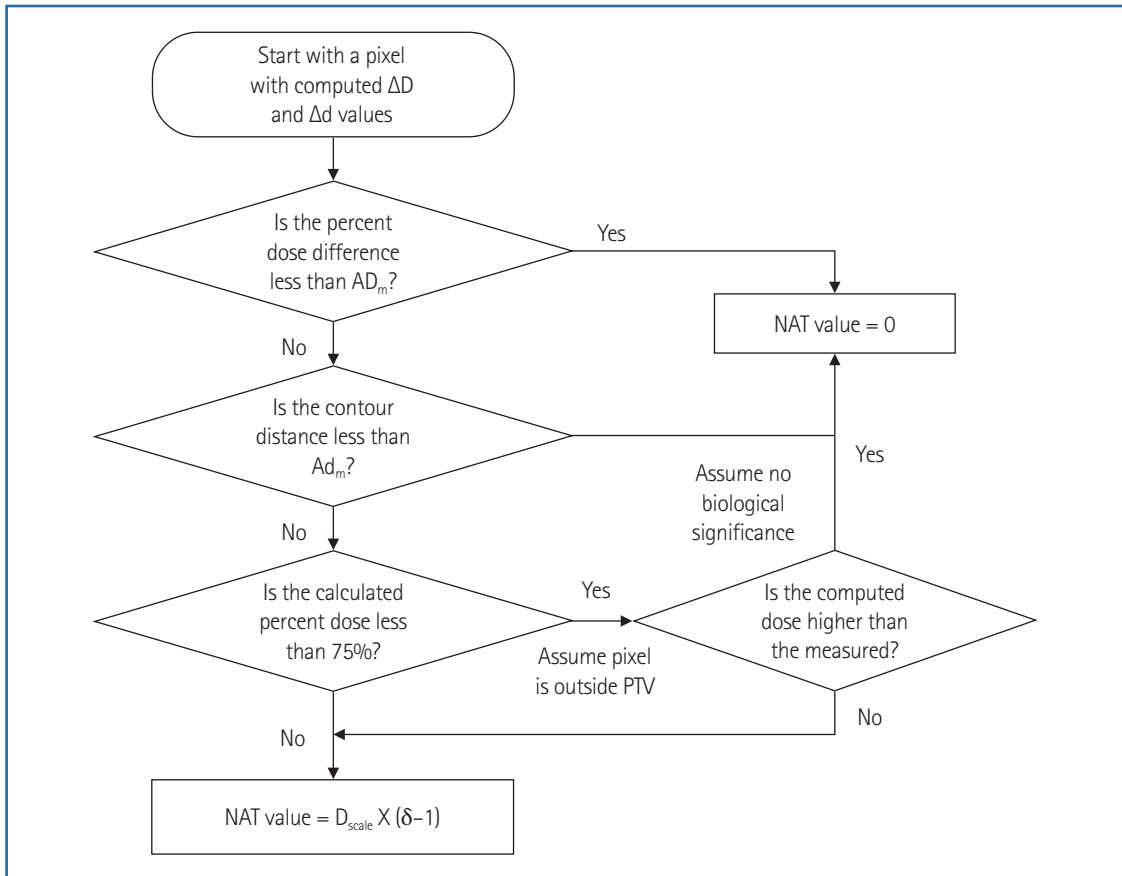 Start with a pixel
with computed ΔD
and Δd values
Is the percent
dose difference
less than ADₘ?
Yes
NAT value = 0
No
Is the contour
distance less than
Adₘ?
Yes
Assume no
biological
significance
No
Is the calculated
percent dose less
than 75%?
Yes
Assume pixel
is outside PTV
Is the computed
dose higher than
the measured?
No
No
NAT value = D_scale X (δ–1)